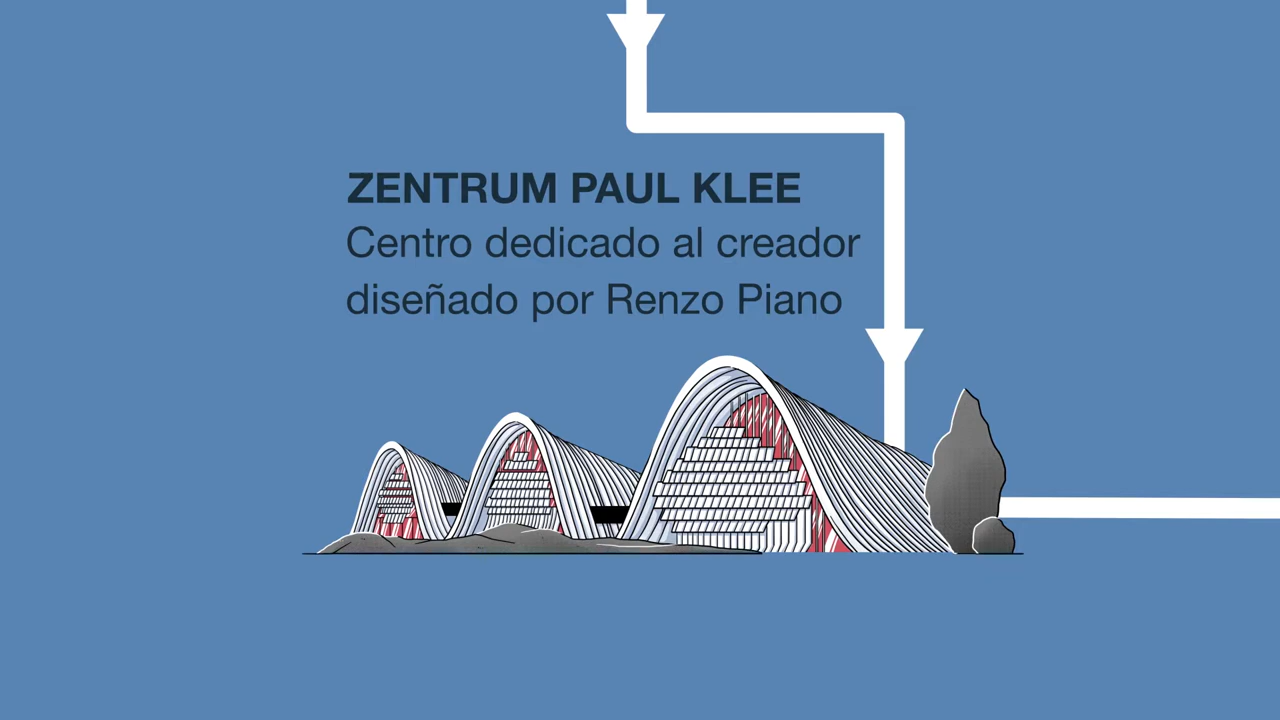 ZENTRUM PAUL KLEE
Centro dedicado al creador
diseñado por Renzo Piano